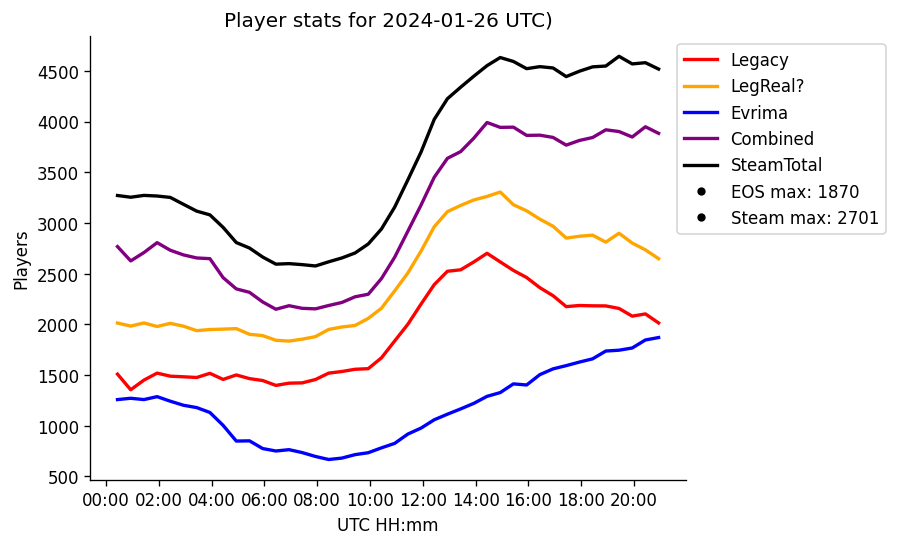 Player stats for 2024-01-26 UTC)
Legacy
LegReal?
Evrima
Combined
SteamTotal
EOS max: 1870
Steam max: 2701
Players
4500
4000
3500
3000
2500
2000
1500
1000
500
00:00 02:00 04:00 06:00 08:00 10:00 12:00 14:00 16:00 18:00 20:00
UTC HH:mm